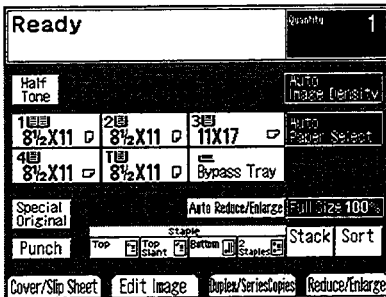 Ready
Quantity 1
Half Tone
Auto Image Density
1 8½X11 2 8½X11 3 11X17
Auto Paper Select
4 8½X11 T 8½X11 Bypass Tray
Special Original
Auto Reduce/Enlarge Full Size 100%
Staple
Punch
Top Top Slant Bottom 2 Staples
Stack Sort
Cover/Slip Sheet Edit Image Duplex/SeriesCopies Reduce/Enlarge